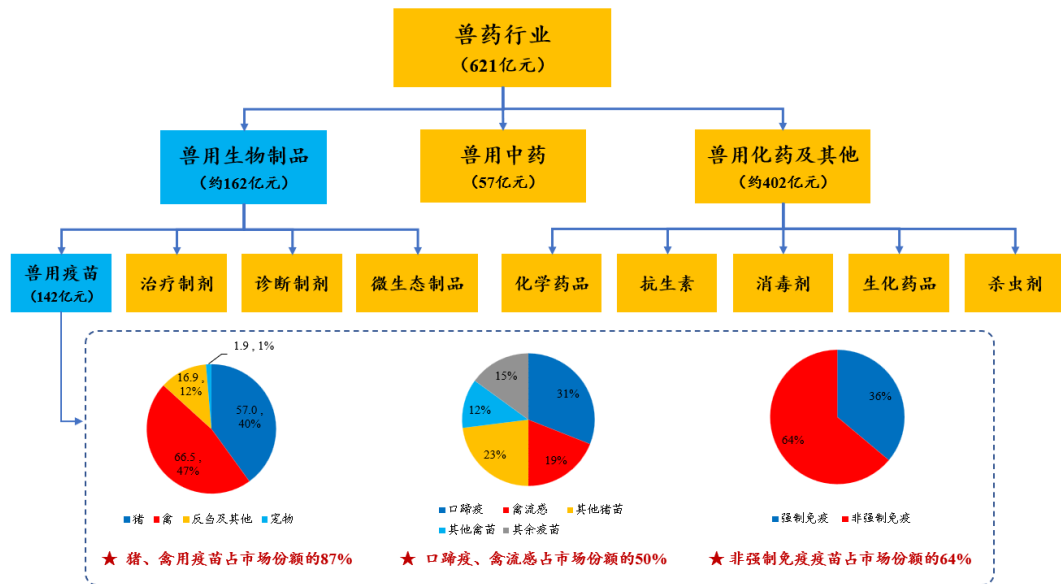 兽药行业
（621亿元）
兽用生物制品
（约162亿元）
兽用中药
（57亿元）
兽用化药及其他
（约402亿元）
兽用疫苗
（142亿元）
治疗制剂
诊断制剂
微生态制品
化学药品
抗生素
消毒剂
生化药品
杀虫剂
1.9 , 1%
16.9 ,
12%
57.0 ,
40%
66.5 ,
47%
猪 禽 反刍及其他 宠物
★ 猪、禽用疫苗占市场份额的87%
15%
31%
12%
23%
19%
口蹄疫 禽流感 其他猪苗
其他禽苗 其余疫苗
★ 口蹄疫、禽流感占市场份额的50%
36%
64%
强制免疫 非强制免疫
★ 非强制免疫疫苗占市场份额的64%